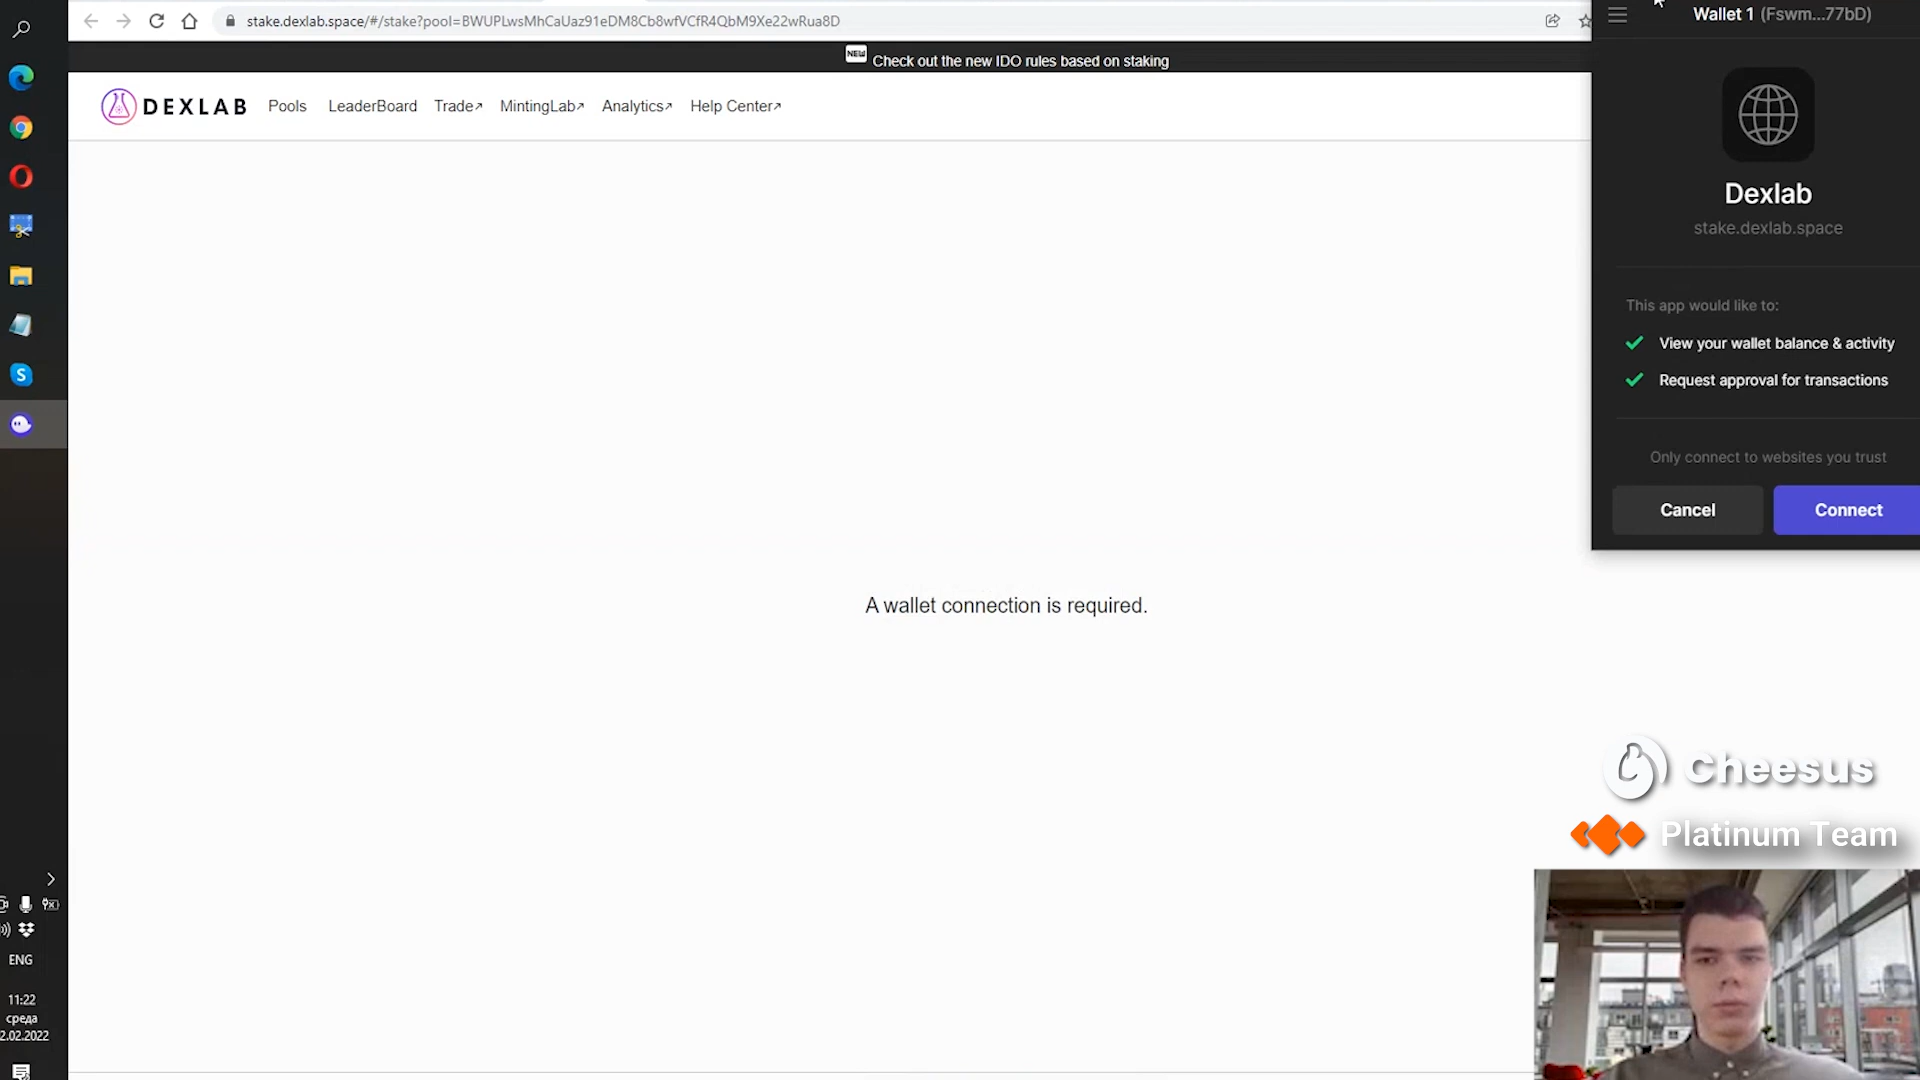 stake.dexlab.space/#/stake?pool=BWUPLwsMhCaUaz91eDM8Cb8wfVCfR4QbM9Xe22wRua8D
NEW Check out the new IDO rules based on staking
DEXLAB Pools LeaderBoard Trade↗ MintingLab↗ Analytics↗ Help Center↗
A wallet connection is required.
Wallet 1 (Fswm...77bD)
Dexlab
stake.dexlab.space
This app would like to:
View your wallet balance & activity
Request approval for transactions
Only connect to websites you trust
Cancel Connect
Cheesus
Platinum Team
ENG
11:22
среда
2.02.2022